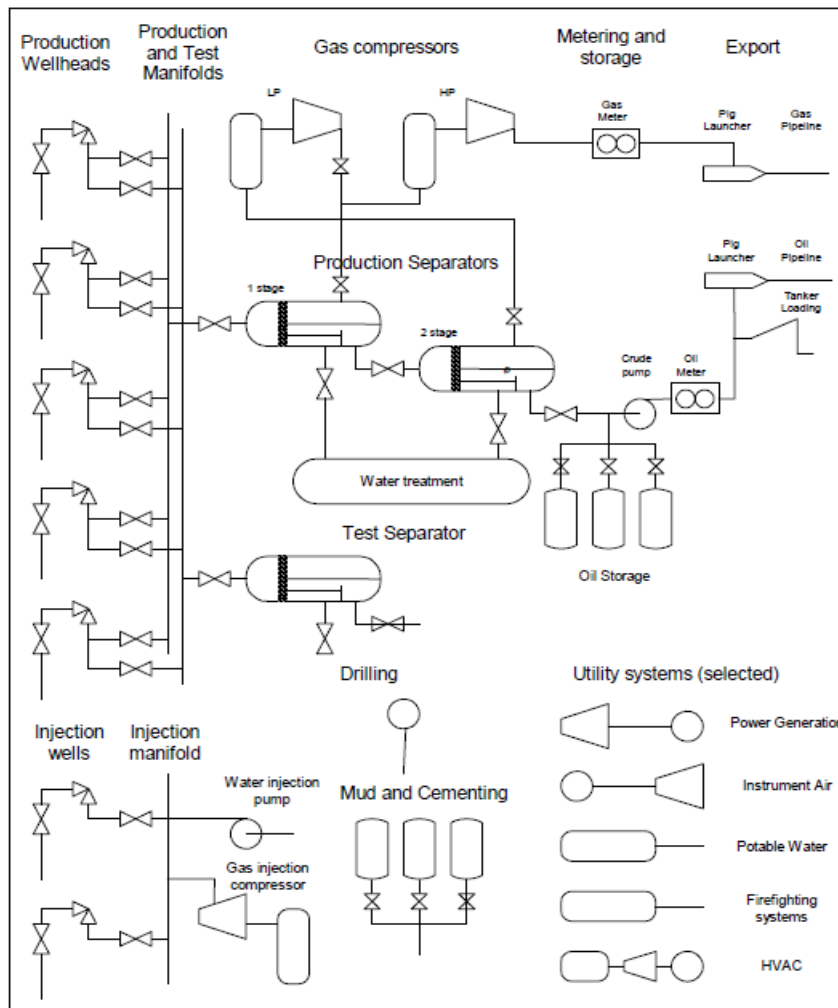 Production
Wellheads
Production
and Test
Manifolds
Gas compressors
Metering and
storage
Export
LP
HP
Gas
Meter
Pig
Launcher
Gas
Pipeline
Production Separators
1 stage
2 stage
Pig
Launcher
Oil
Pipeline
Tanker
Loading
Crude
pump
Oil
Meter
Water treatment
Test Separator
Oil Storage
Drilling
Utility systems (selected)
Injection
wells
Injection
manifold
Power Generation
Water injection
pump
Mud and Cementing
Instrument Air
Gas injection
compressor
Potable Water
Firefighting
systems
HVAC